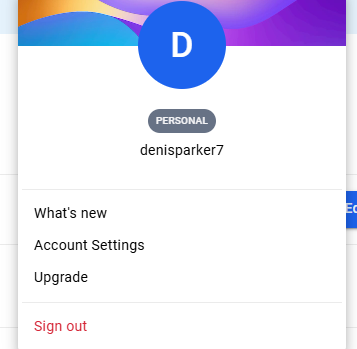 D
PERSONAL
denisparker7
What's new
Account Settings
Upgrade
Sign out